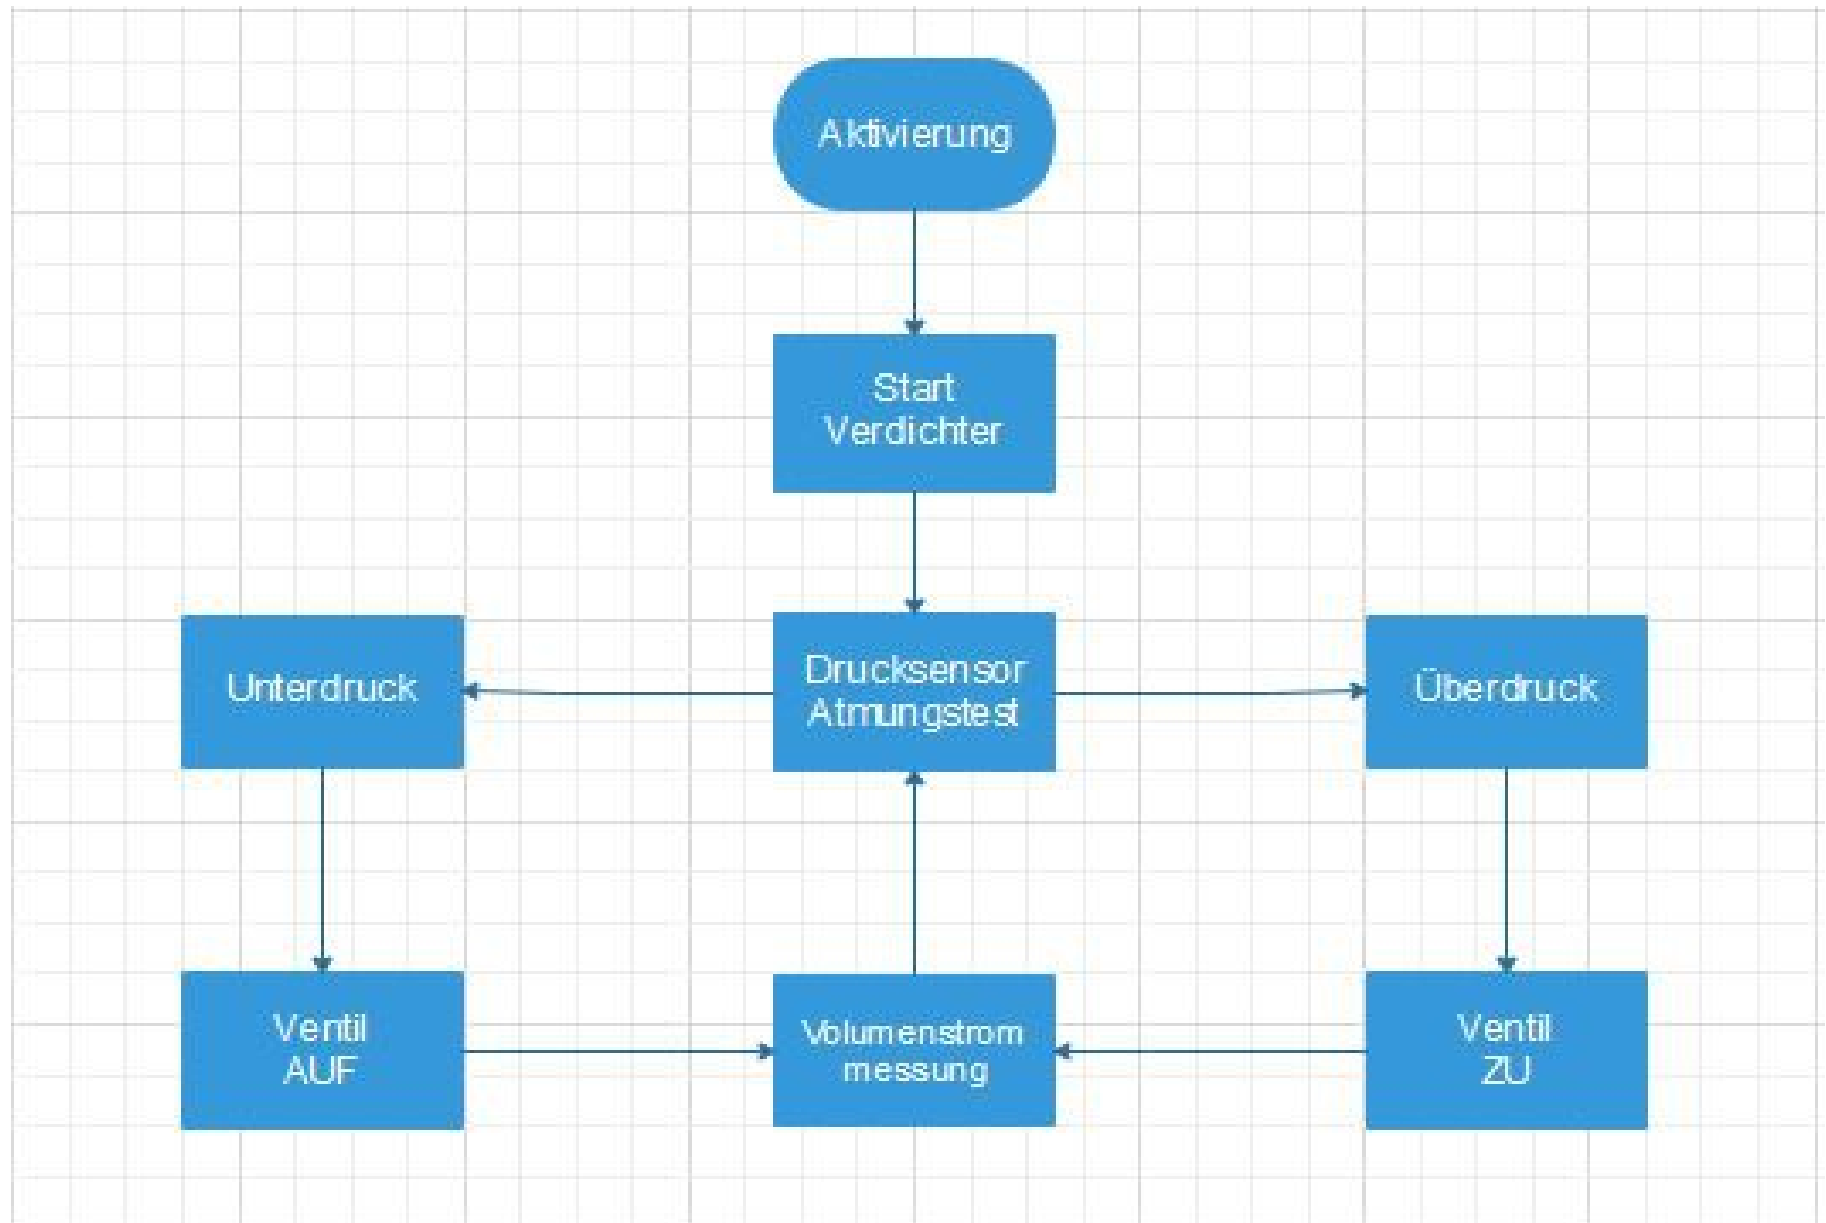 Aktivierung
Start
Verdichter
Unterdruck
Drucksensor
Atmungstest
Überdruck
Ventil
AUF
Volumenstrom
messung
Ventil
ZU